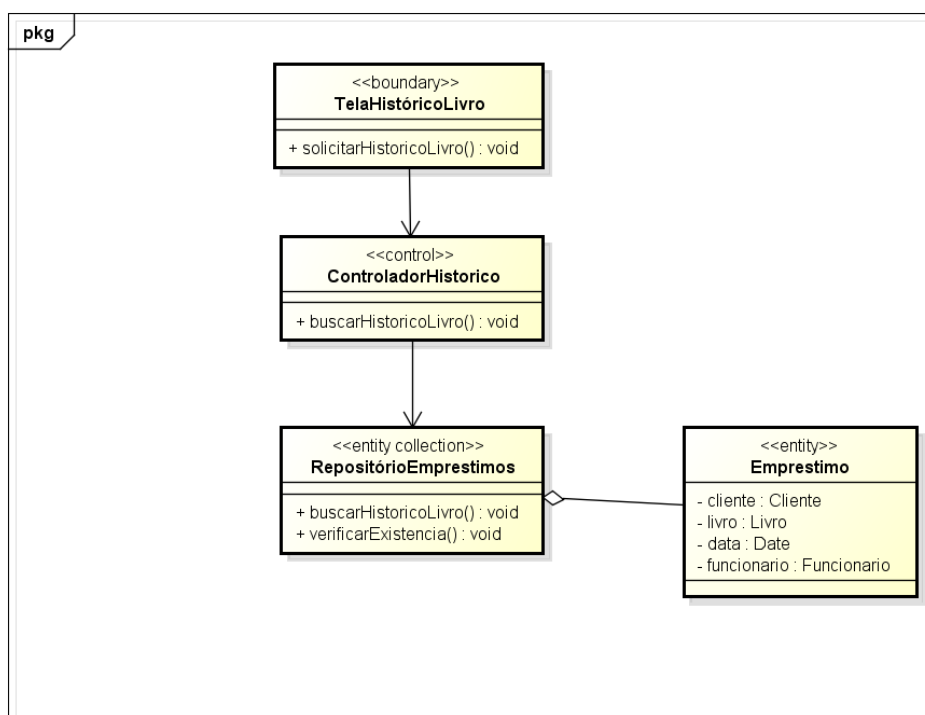 pkg
<<boundary>>
TelaHistóricoLivro
+ solicitarHistoricoLivro() : void
<<control>>
ControladorHistorico
+ buscarHistoricoLivro() : void
<<entity collection>>
RepositórioEmprestimos
+ buscarHistoricoLivro() : void
+ verificarExistencia() : void
<<entity>>
Emprestimo
- cliente : Cliente
- livro : Livro
- data : Date
- funcionario : Funcionario